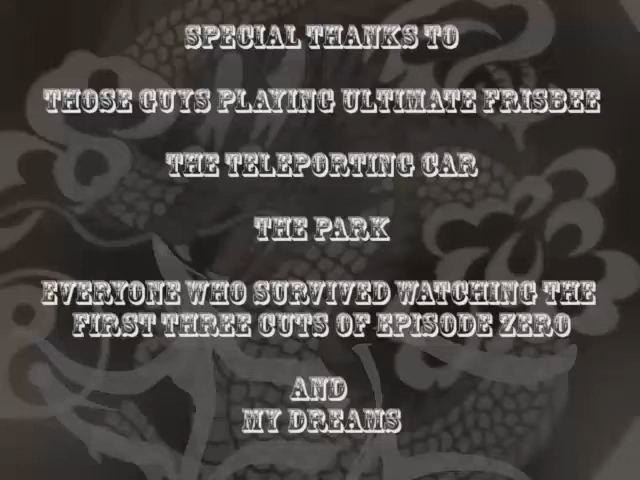 SPECIAL THANKS TO
THOSE GUYS PLAYING ULTIMATE FRISBEE
THE TELEPORTING CAR
THE PARK
EVERYONE WHO SURVIVED WATCHING THE
FIRST THREE CUTS OF EPISODE ZERO
AND
MY DREAMS